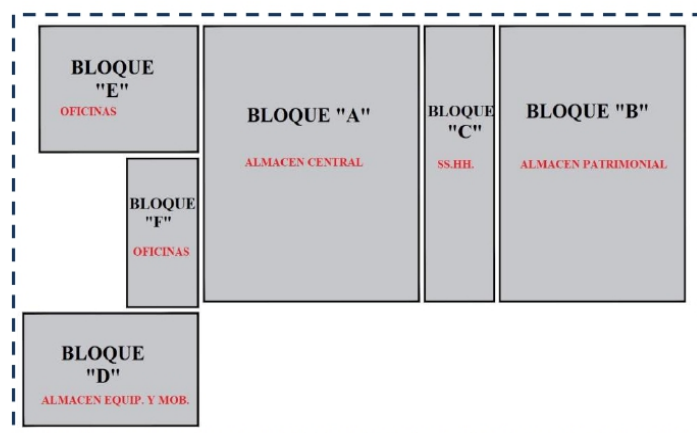 BLOQUE
"E"
OFICINAS
BLOQUE "A"
ALMACEN CENTRAL
BLOQUE
"C"
SS.HH.
BLOQUE "B"
ALMACEN PATRIMONIAL
BLOQUE
"F"
OFICINAS
BLOQUE
"D"
ALMACEN EQUIP. Y MOB.